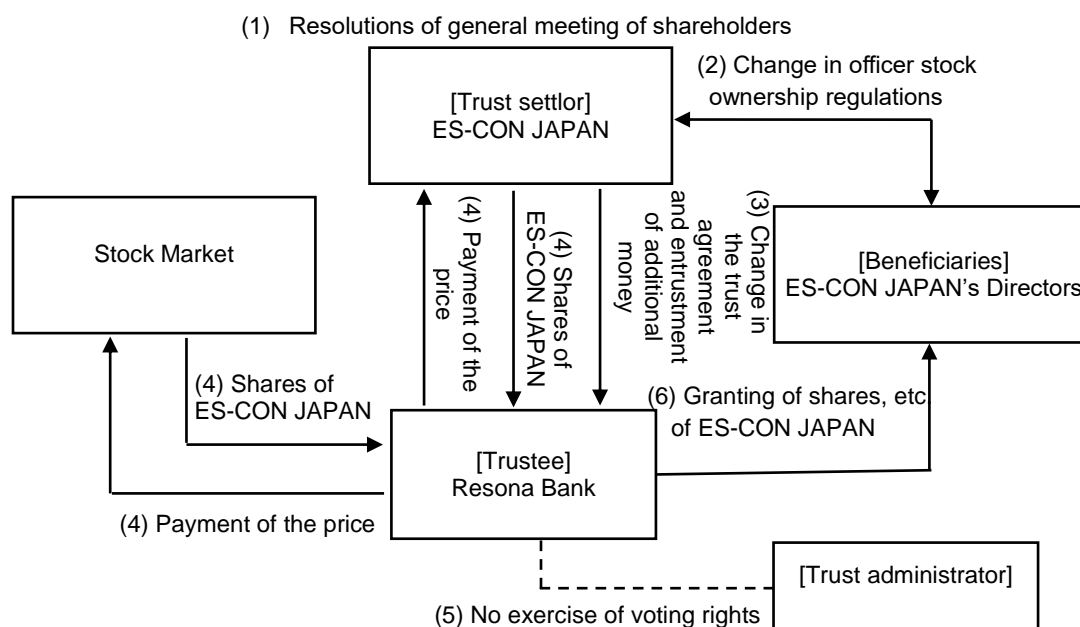 (1) Resolutions of general meeting of shareholders
(2) Change in officer stock
ownership regulations
[Trust settlor]
ES-CON JAPAN
Stock Market
(4) Payment of the
price
(4) Shares of
ES-CON JAPAN
(3) Change in
the trust
agreement
and entrustment
of additional
money
[Beneficiaries]
ES-CON JAPAN's Directors
(4) Shares of
ES-CON JAPAN
(6) Granting of shares, etc
of ES-CON JAPAN
[Trustee]
Resona Bank
(4) Payment of the price
[Trust administrator]
(5) No exercise of voting rights